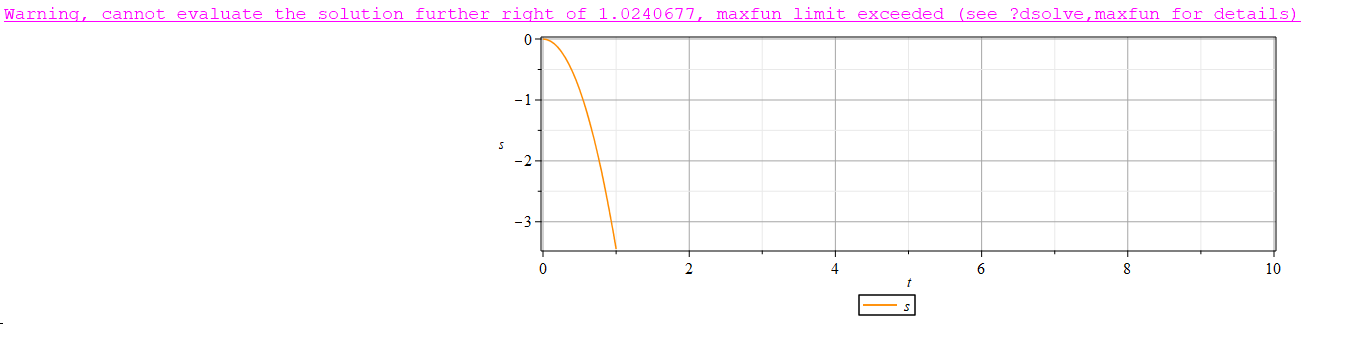 Warning, cannot evaluate the solution further right of 1.0240677, maxfun limit exceeded (see ?dsolve,maxfun for details)
0
-1
s
-2
-3
0 2 4 6 8 10
t
s